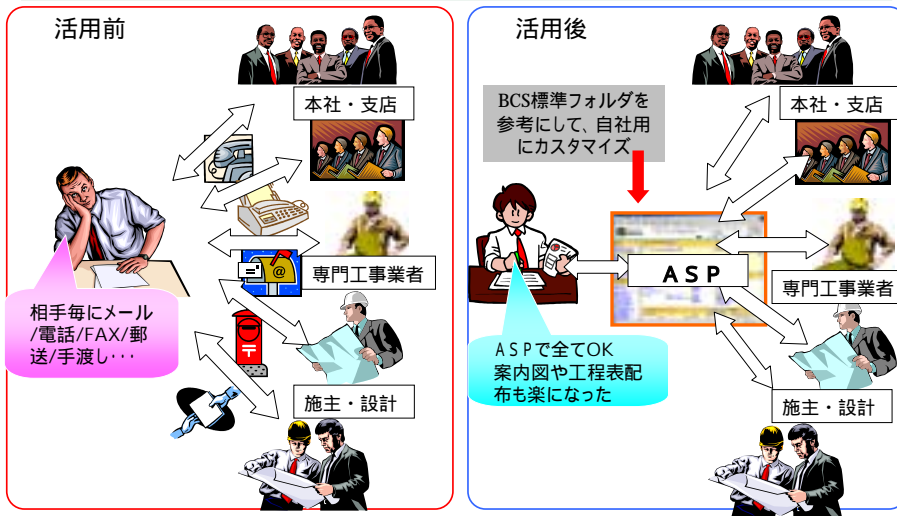 活用前
本社・支店
専門工事業者
相手毎にメール
/電話/FAX/郵
送/手渡し･･･
施主・設計
活用後
BCS標準フォルダを
参考にして、自社用
にカスタマイズ
本社・支店
ASP
専門工事業者
ASPで全てOK
案内図や工程表配
布も楽になった
施主・設計